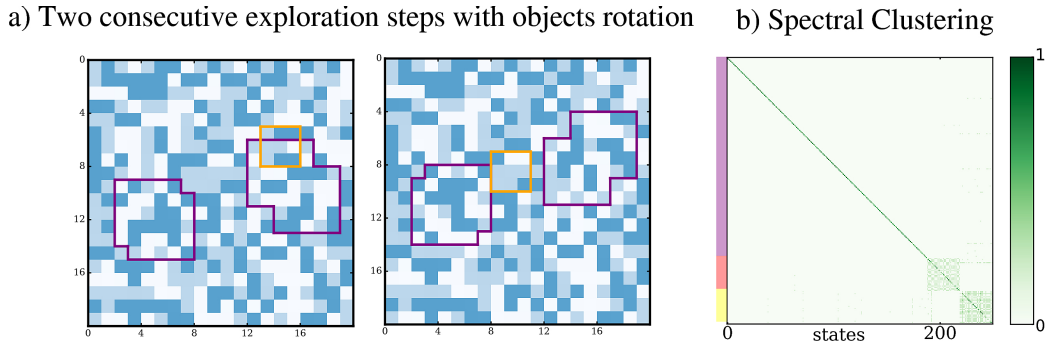 a) Two consecutive exploration steps with objects rotation
b) Spectral Clustering
0
4
8
12
16
0 4 8 12 16
0
4
8
12
16
0 4 8 12 16
0 200
states
1
0